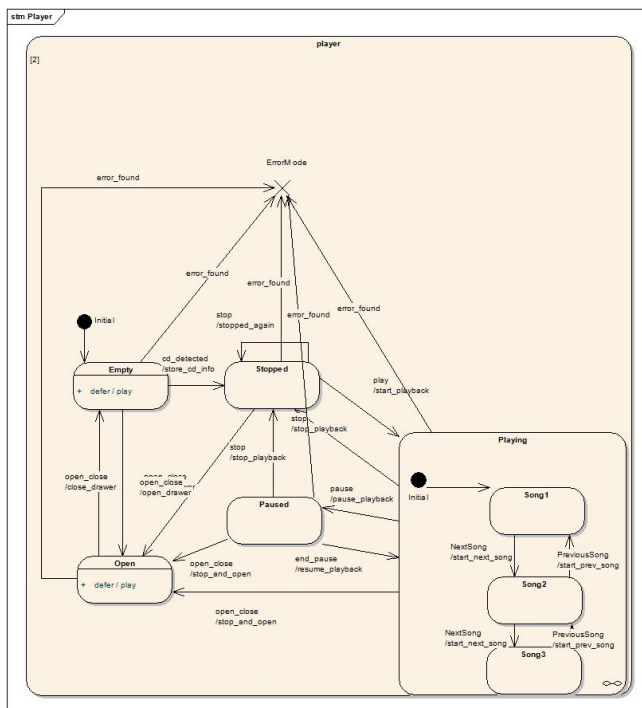 stm Player
player
[2]
ErrorM ode
error_found
error_found
error_found
error_found
error_found
Initial
stop
/stopped_again
Empty
+ defer / play
cd_detected
/store_cd_info
Stopped
play
/start_playback
stop
/stop_playback
Playing
stop
/stop_playback
open_close
/close_drawer
open_close
/open_drawer
Paused
pause
/pause_playback
Initial
Song1
NextSong
/start_next_song
PreviousSong
/start_prev_song
Open
+ defer / play
open_close
/stop_and_open
end_pause
/resume_playback
Song2
open_close
/stop_and_open
NextSong
/start_next_song
PreviousSong
/start_prev_song
Song3